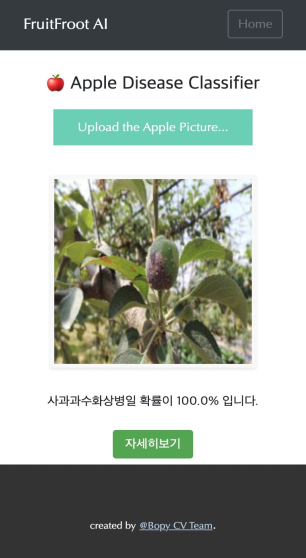 FruitFroot AI
Home
🍎 Apple Disease Classifier
Upload the Apple Picture...
사과과수화상병일 확률이 100.0% 입니다.
자세히보기
created by @Bopy CV Team.